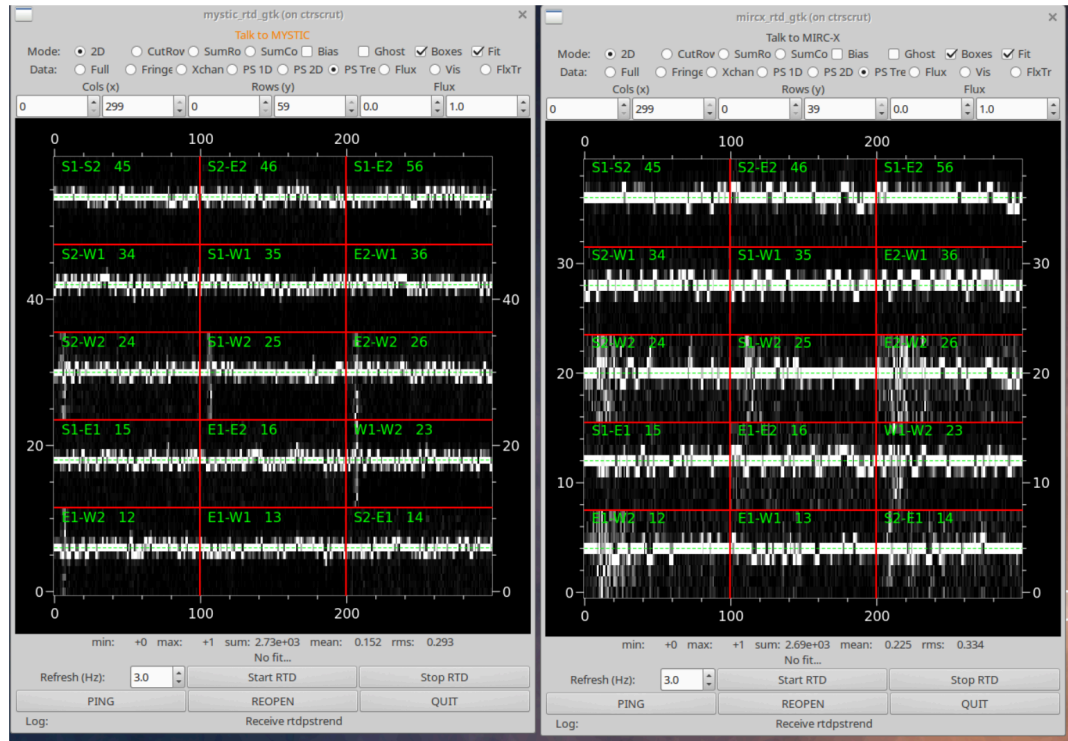 mystic_rtd_gtk (on ctrscrut) ×
Talk to MYSTIC
Mode: 2D CutRov SumRo SumCo Bias Ghost Boxes Fit
Data: Full Fringe Xchan PS 1D PS 2D PS Tre Flux Vis FlxTr
Cols (x) Rows (y) Flux
0 299 0 59 0.0 1.0
0 100 200
S1-S2 45 S2-E2 46 S1-E2 56
S2-W1 34 S1-W1 35 E2-W1 36
40 40
S2-W2 24 S1-W2 25 E2-W2 26
S1-E1 15 E1-E2 16 W1-W2 23
20 20
E1-W2 12 E1-W1 13 S2-E1 14
0 0
0 100 200
min: +0 max: +1 sum: 2.73e+03 mean: 0.152 rms: 0.293
No fit...
Refresh (Hz): 3.0 Start RTD Stop RTD
PING REOPEN QUIT
Log: Receive rtdpstrend
mircx_rtd_gtk (on ctrscrut) ×
Talk to MIRC-X
Mode: 2D CutRov SumRo SumCo Bias Ghost Boxes Fit
Data: Full Fringe Xchan PS 1D PS 2D PS Tre Flux Vis FlxTr
Cols (x) Rows (y) Flux
0 299 0 39 0.0 1.0
0 100 200
S1-S2 45 S2-E2 46 S1-E2 56
S2-W1 34 S1-W1 35 E2-W1 36
30 30
S2-W2 24 S1-W2 25 E2-W2 26
20 20
S1-E1 15 E1-E2 16 W1-W2 23
10 10
E1-W2 12 E1-W1 13 S2-E1 14
0 0
0 100 200
min: +0 max: +1 sum: 2.69e+03 mean: 0.225 rms: 0.334
No fit...
Refresh (Hz): 3.0 Start RTD Stop RTD
PING REOPEN QUIT
Log: Receive rtdpstrend